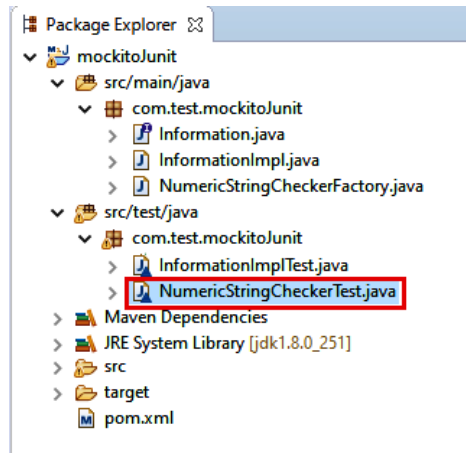 Package Explorer
mockitoJunit
src/main/java
com.test.mockitoJunit
Information.java
InformationImpl.java
NumericStringCheckerFactory.java
src/test/java
com.test.mockitoJunit
InformationImplTest.java
NumericStringCheckerTest.java
Maven Dependencies
JRE System Library [jdk1.8.0_251]
src
target
pom.xml